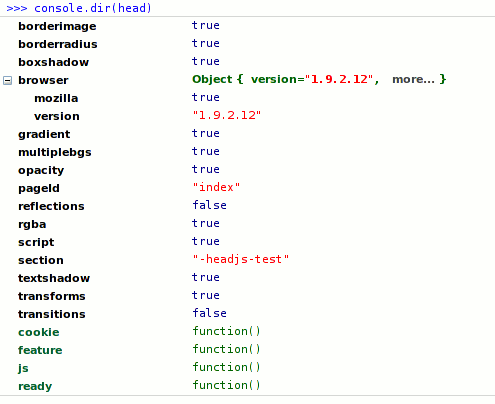 >>> console.dir(head)
borderimage true
borderradius true
boxshadow true
browser Object { version="1.9.2.12", more... }
mozilla true
version "1.9.2.12"
gradient true
multiplebgs true
opacity true
pageId "index"
reflections false
rgba true
script true
section "-headjs-test"
textshadow true
transforms true
transitions false
cookie function()
feature function()
js function()
ready function()